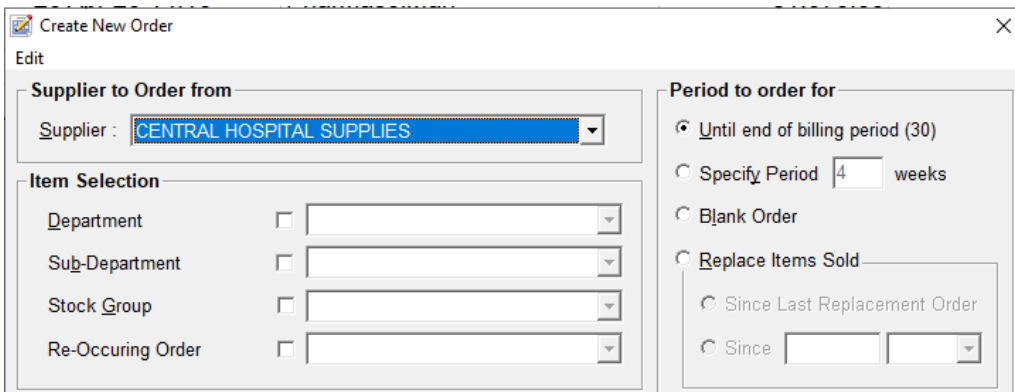 Create New Order
Edit
Supplier to Order from
Supplier : CENTRAL HOSPITAL SUPPLIES
Item Selection
Department
Sub-Department
Stock Group
Re-Occuring Order
Period to order for
Until end of billing period (30)
Specify Period 4 weeks
Blank Order
Replace Items Sold
Since Last Replacement Order
Since